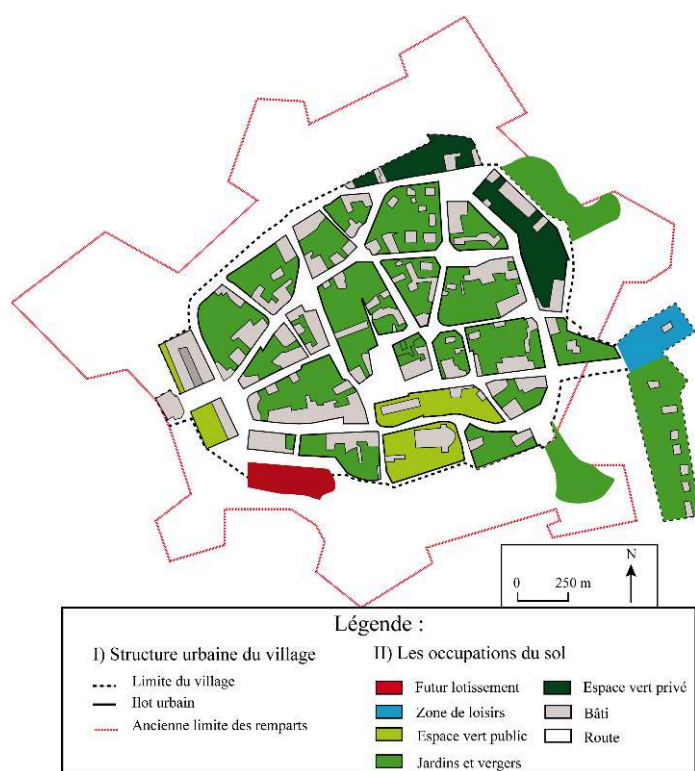 N
0 250 m
Légende :
I) Structure urbaine du village
Limite du village
Ilot urbain
Ancienne limite des remparts
II) Les occupations du sol
Futur lotissement
Zone de loisirs
Espace vert public
Jardins et vergers
Espace vert privé
Bâti
Route